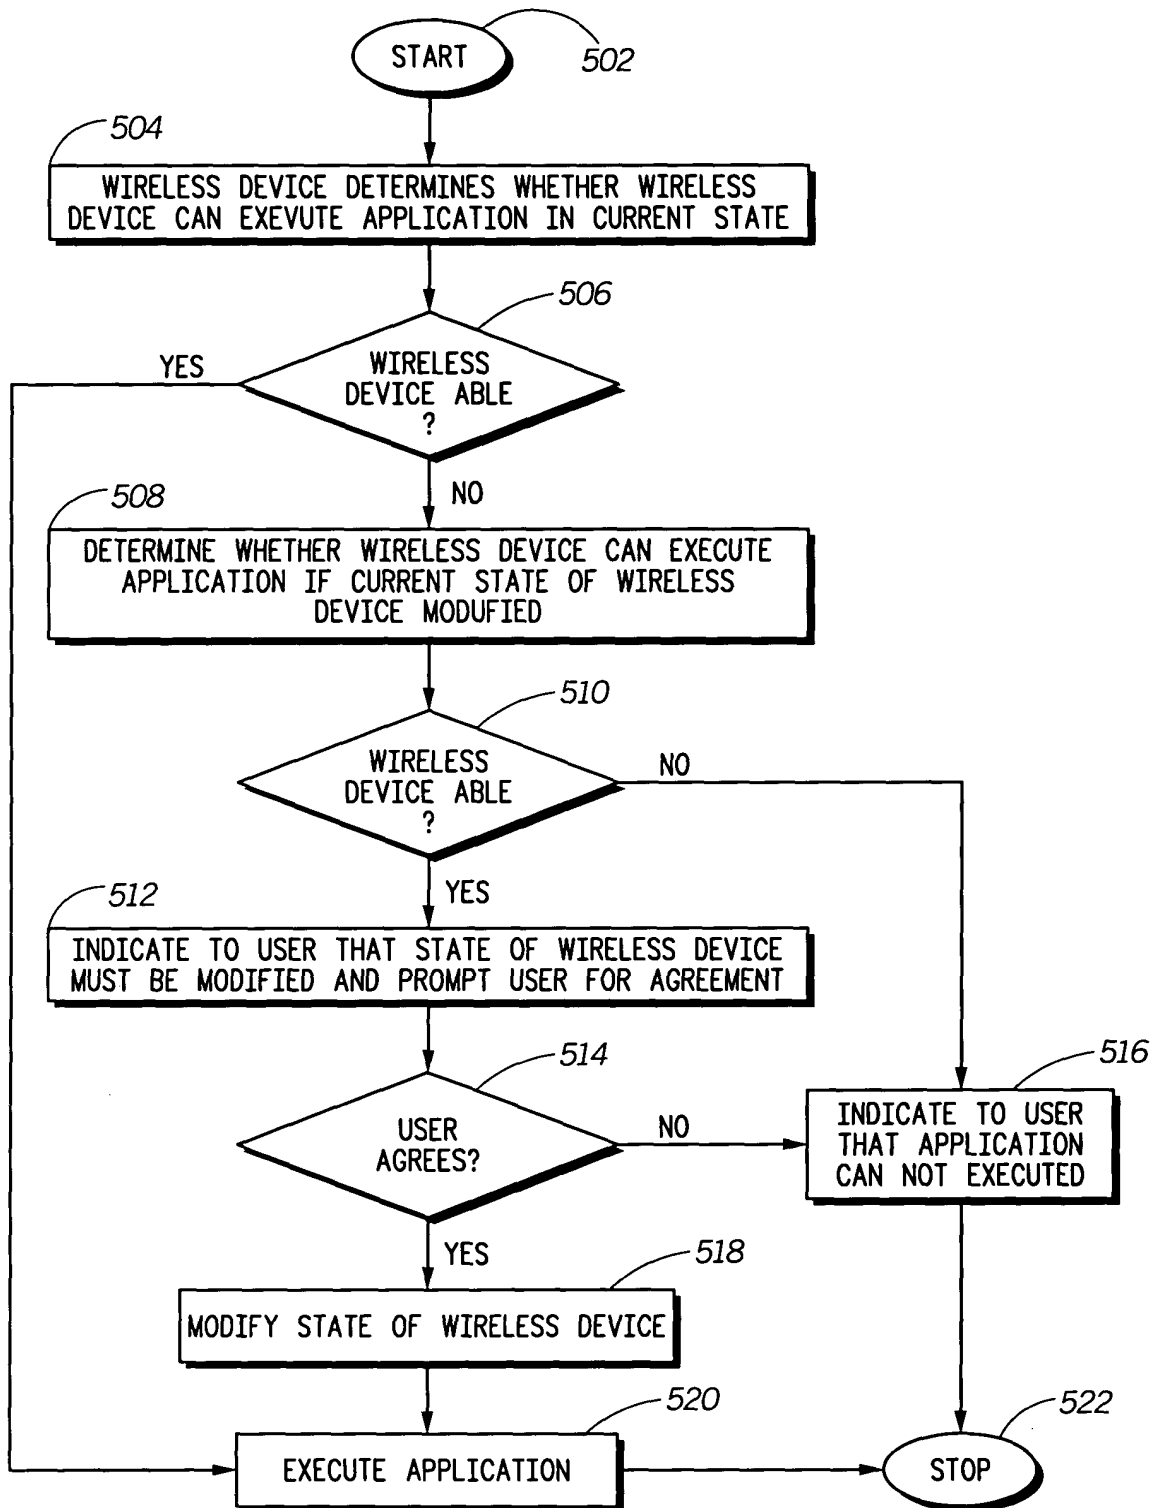 START
502
504
WIRELESS DEVICE DETERMINES WHETHER WIRELESS
DEVICE CAN EXEVUTE APPLICATION IN CURRENT STATE
506
YES
WIRELESS
DEVICE ABLE
?
NO
508
DETERMINE WHETHER WIRELESS DEVICE CAN EXECUTE
APPLICATION IF CURRENT STATE OF WIRELESS
DEVICE MODUFIED
510
WIRELESS
DEVICE ABLE
?
NO
YES
512
INDICATE TO USER THAT STATE OF WIRELESS DEVICE
MUST BE MODIFIED AND PROMPT USER FOR AGREEMENT
514
USER
AGREES?
NO
516
INDICATE TO USER
THAT APPLICATION
CAN NOT EXECUTED
YES
518
MODIFY STATE OF WIRELESS DEVICE
520
EXECUTE APPLICATION
522
STOP